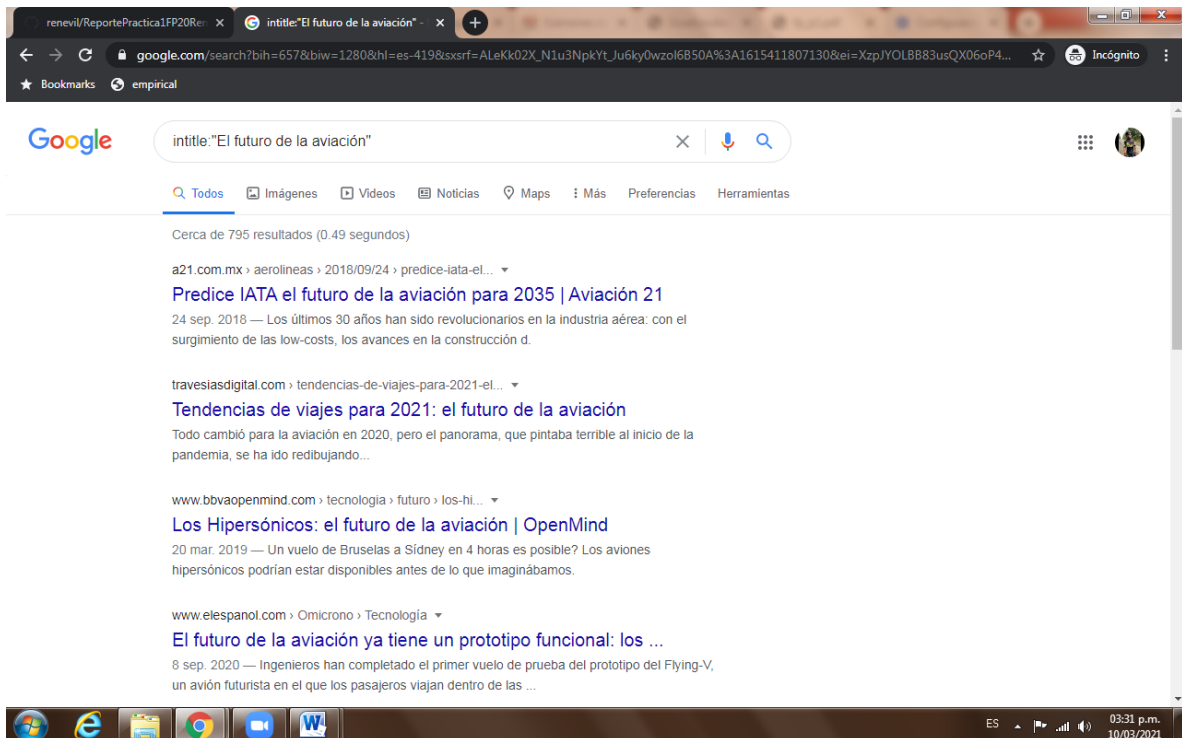 renevil/ReportePractica1FP20Ren
intitle:"El futuro de la aviación" -
google.com/search?bih=657&biw=1280&hl=es-419&sxsrf=ALeKk02X_N1u3NpkYt_Ju6ky0wzol6B50A%3A1615411807130&ei=XzpJYOLBB83usQX06oP4...
Incógnito
Bookmarks
empirical
Google
intitle:"El futuro de la aviación"
Todos Imágenes Videos Noticias Maps Más Preferencias Herramientas
Cerca de 795 resultados (0.49 segundos)
a21.com.mx › aerolineas › 2018/09/24 › predice-iata-el...
Predice IATA el futuro de la aviación para 2035 | Aviación 21
24 sep. 2018 — Los últimos 30 años han sido revolucionarios en la industria aérea: con el
surgimiento de las low-costs, los avances en la construcción d.
travesiasdigital.com › tendencias-de-viajes-para-2021-el...
Tendencias de viajes para 2021: el futuro de la aviación
Todo cambió para la aviación en 2020, pero el panorama, que pintaba terrible al inicio de la
pandemia, se ha ido redibujando...
www.bbvaopenmind.com › tecnologia › futuro › los-hi...
Los Hipersónicos: el futuro de la aviación | OpenMind
20 mar. 2019 — Un vuelo de Bruselas a Sídney en 4 horas es posible? Los aviones
hipersónicos podrían estar disponibles antes de lo que imaginábamos.
www.elespanol.com › Omicrono › Tecnología
El futuro de la aviación ya tiene un prototipo funcional: los ...
8 sep. 2020 — Ingenieros han completado el primer vuelo de prueba del prototipo del Flying-V,
un avión futurista en el que los pasajeros viajan dentro de las ...
ES
03:31 p.m.
10/03/2021